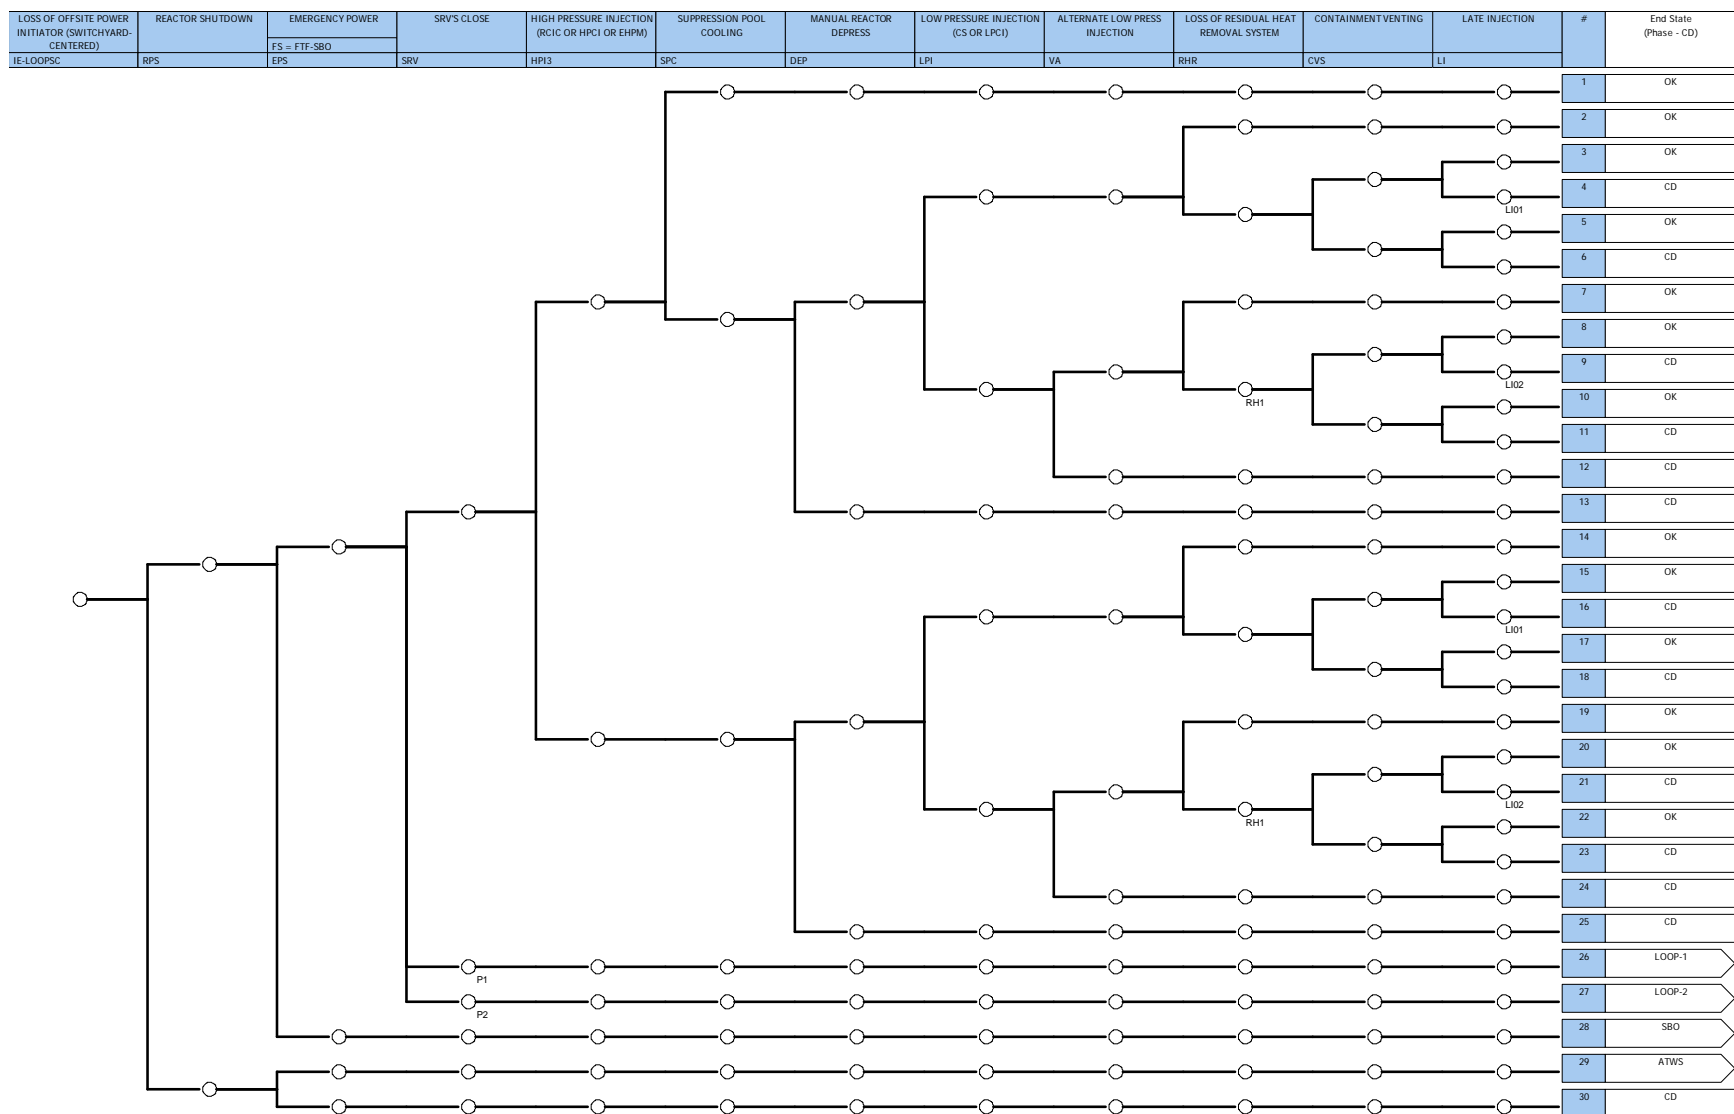 LOSS OF OFFSITE POWER
INITIATOR (SWITCHYARD-
CENTERED)
IE-LOOPSC
REACTOR SHUTDOWN
RPS
EMERGENCY POWER
FS = FTF-SBO
EPS
SRV'S CLOSE
SRV
HIGH PRESSURE INJECTION
(RCIC OR HPCI OR EHPM)
HPI3
SUPPRESSION POOL
COOLING
SPC
MANUAL REACTOR
DEPRESS
DEP
LOW PRESSURE INJECTION
(CS OR LPCI)
LPI
ALTERNATE LOW PRESS
INJECTION
VA
LOSS OF RESIDUAL HEAT
REMOVAL SYSTEM
RHR
CONTAINMENT VENTING
CVS
LATE INJECTION
LI
#
End State
(Phase - CD)
1 OK
2 OK
3 OK
4 CD
LI01
5 OK
6 CD
7 OK
8 OK
9 CD
LI02
RH1
10 OK
11 CD
12 CD
13 CD
14 OK
15 OK
16 CD
LI01
17 OK
18 CD
19 OK
20 OK
21 CD
LI02
RH1
22 OK
23 CD
24 CD
25 CD
26 LOOP-1
P1
27 LOOP-2
P2
28 SBO
29 ATWS
30 CD